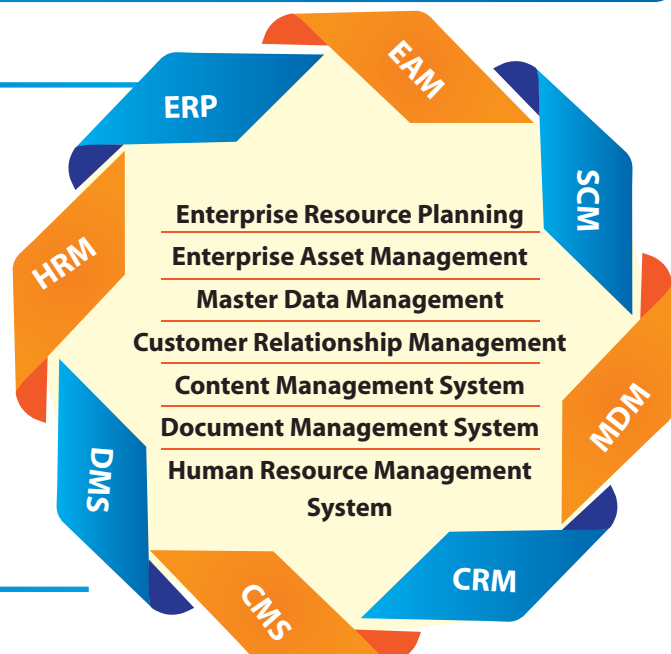 EAM
ERP
SCM
HRM
MDM
DMS
CRM
CMS
Enterprise Resource Planning
Enterprise Asset Management
Master Data Management
Customer Relationship Management
Content Management System
Document Management System
Human Resource Management
System